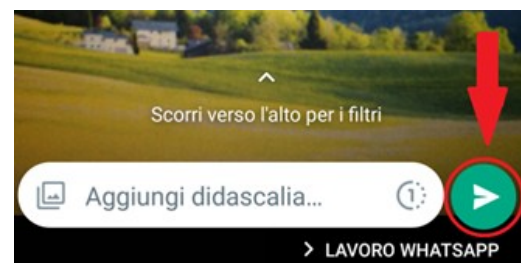 Scorri verso l'alto per i filtri
Aggiungi didascalia...
1
> LAVORO WHATSAPP